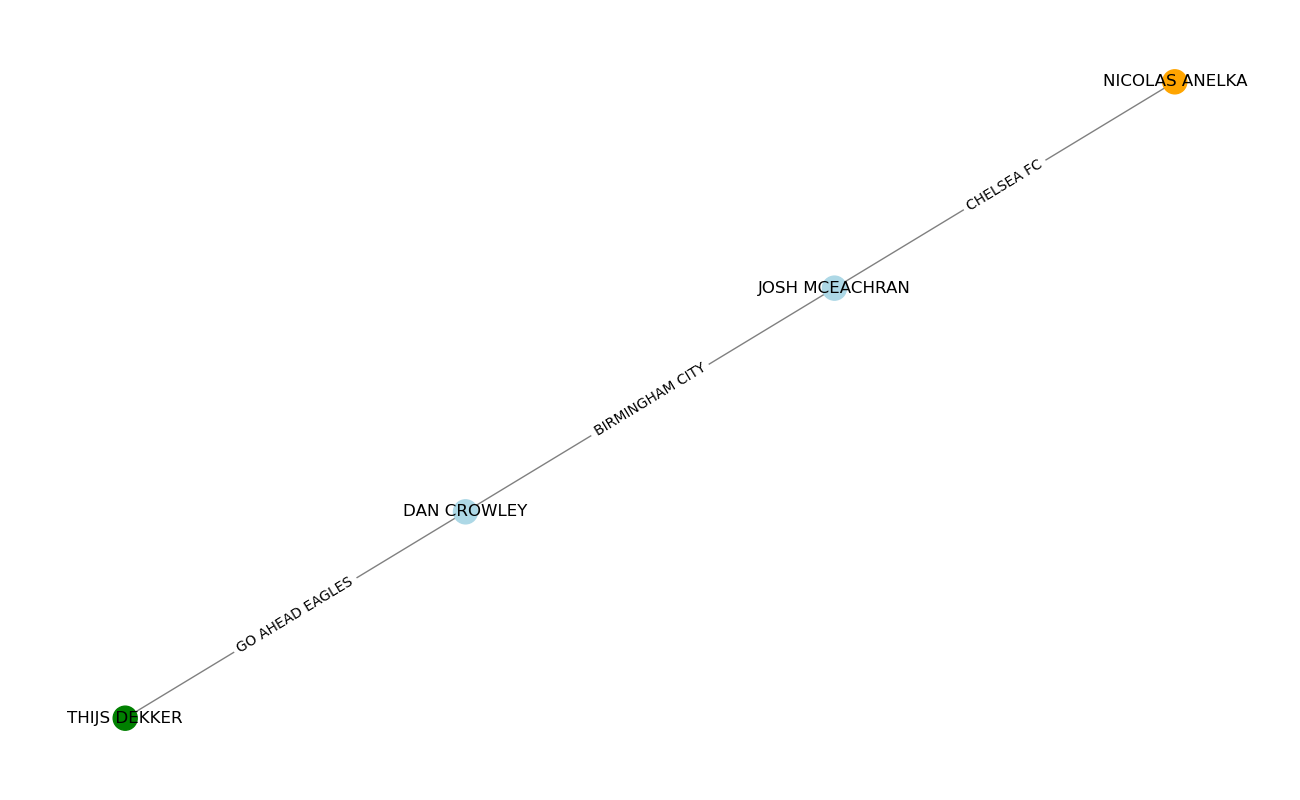 NICOLAS ANELKA
CHELSEA FC
JOSH MCEACHRAN
BIRMINGHAM CITY
DAN CROWLEY
GO AHEAD EAGLES
THIJS DEKKER